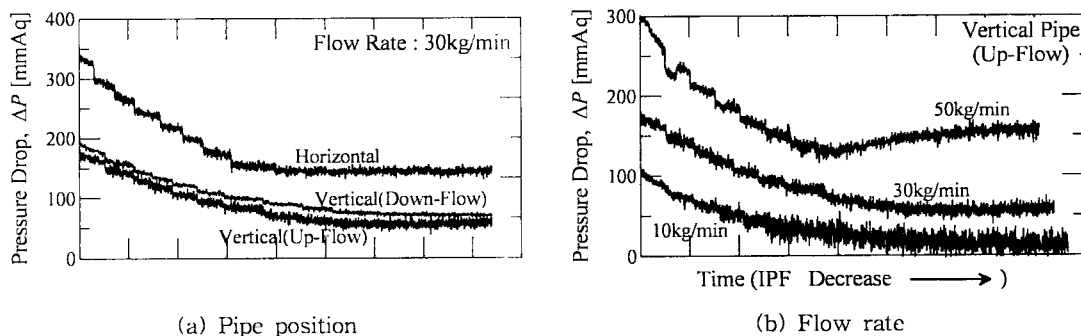 Pressure Drop, ΔP [mmAq]
400
300
200
100
0
Flow Rate : 30kg/min
Horizontal
Vertical(Down-Flow)
Vertical(Up-Flow)
(a) Pipe position
Pressure Drop, ΔP [mmAq]
300
200
100
0
Vertical Pipe
(Up-Flow)
50kg/min
30kg/min
10kg/min
Time (IPF Decrease ⟶ )
(b) Flow rate